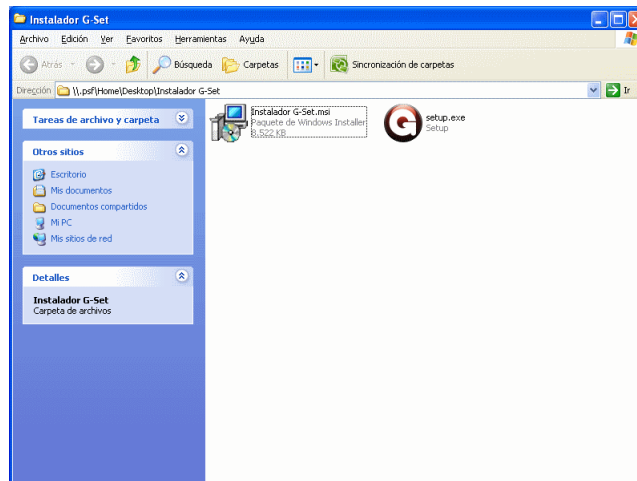 Instalador G-Set
Archivo Edición Ver Favoritos Herramientas Ayuda
Atrás Búsqueda Carpetas Sincronización de carpetas
Dirección \\.psf\Home\Desktop\Instalador G-Set Ir
Tareas de archivo y carpeta
Otros sitios
Escritorio
Mis documentos
Documentos compartidos
Mi PC
Mis sitios de red
Detalles
Instalador G-Set
Carpeta de archivos
Instalador G-Set.msi
Paquete de Windows Installer
8.522 KB
setup.exe
Setup